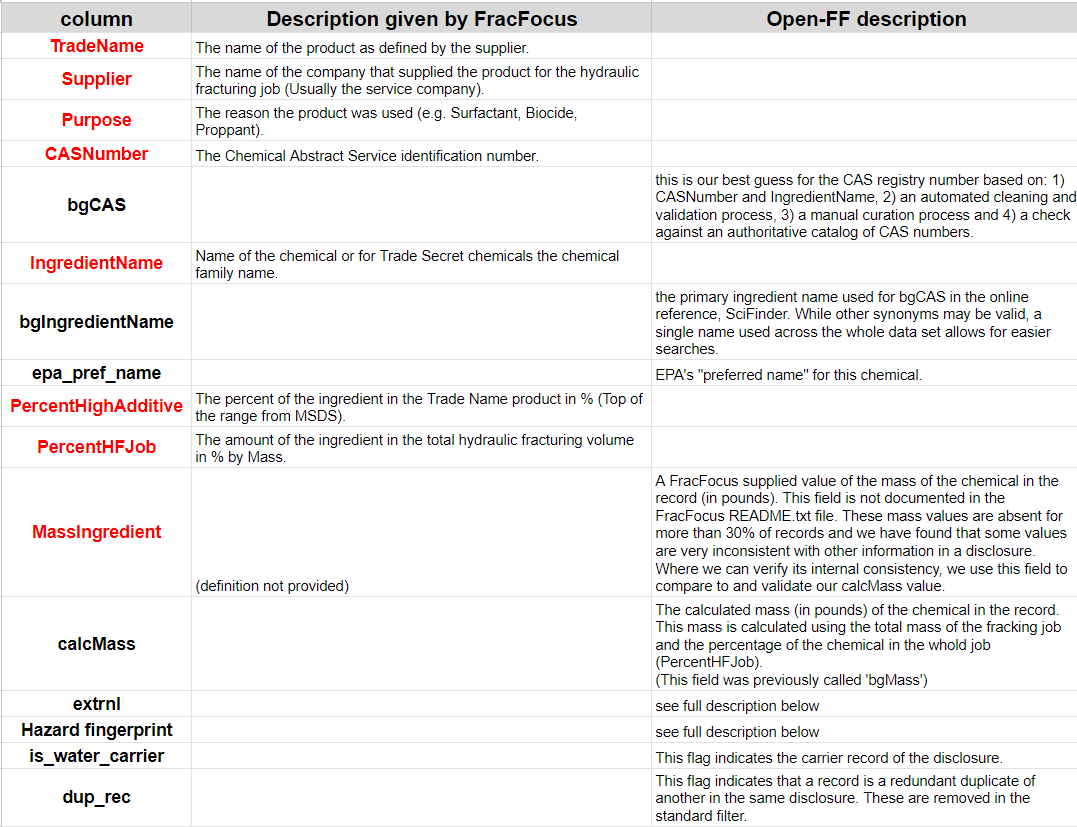 column Description given by FracFocus Open-FF description
TradeName The name of the product as defined by the supplier.
Supplier The name of the company that supplied the product for the hydraulic
fracturing job (Usually the service company).
Purpose The reason the product was used (e.g. Surfactant, Biocide,
Proppant).
CASNumber The Chemical Abstract Service identification number.
bgCAS this is our best guess for the CAS registry number based on: 1)
CASNumber and IngredientName, 2) an automated cleaning and
validation process, 3) a manual curation process and 4) a check
against an authoritative catalog of CAS numbers.
IngredientName Name of the chemical or for Trade Secret chemicals the chemical
family name.
bgIngredientName the primary ingredient name used for bgCAS in the online
reference, SciFinder. While other synonyms may be valid, a
single name used across the whole data set allows for easier
searches.
epa_pref_name EPA's "preferred name" for this chemical.
PercentHighAdditive The percent of the ingredient in the Trade Name product in % (Top of
the range from MSDS).
PercentHFJob The amount of the ingredient in the total hydraulic fracturing volume
in % by Mass.
MassIngredient (definition not provided) A FracFocus supplied value of the mass of the chemical in the
record (in pounds). This field is not documented in the
FracFocus README.txt file. These mass values are absent for
more than 30% of records and we have found that some values
are very inconsistent with other information in a disclosure.
Where we can verify its internal consistency, we use this field to
compare to and validate our calcMass value.
calcMass The calculated mass (in pounds) of the chemical in the record.
This mass is calculated using the total mass of the fracking job
and the percentage of the chemical in the whold job
(PercentHFJob).
(This field was previously called 'bgMass')
extrnl see full description below
Hazard fingerprint see full description below
is_water_carrier This flag indicates the carrier record of the disclosure.
dup_rec This flag indicates that a record is a redundant duplicate of
another in the same disclosure. These are removed in the
standard filter.